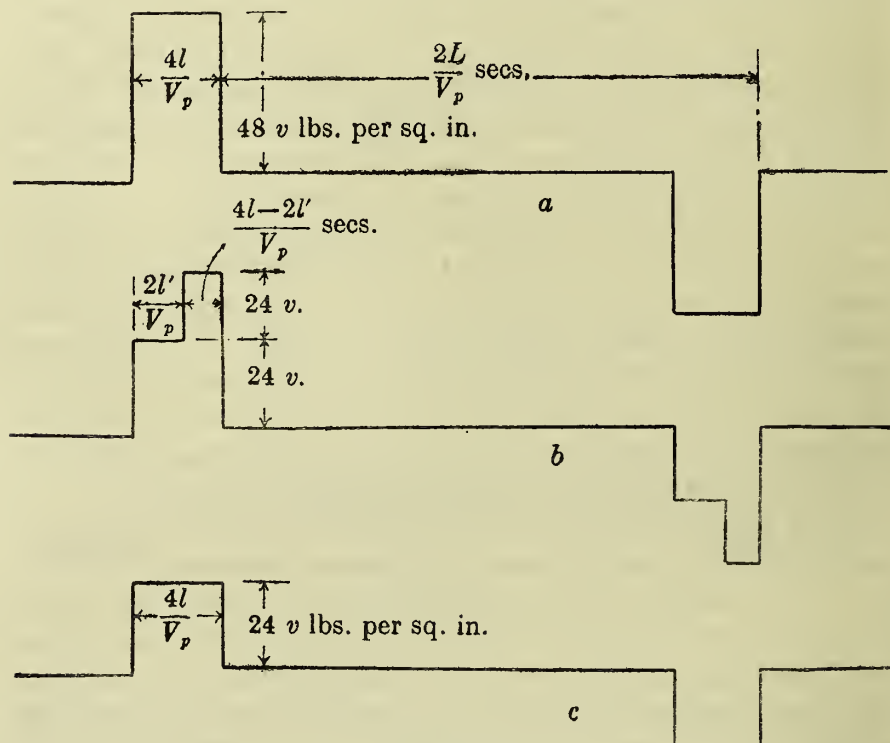 4l/V_p
2L/V_p secs.
48 v lbs. per sq. in.
a
4l−2l'/V_p secs.
2l'/V_p
24 v.
24 v.
b
4l/V_p
24 v lbs. per sq. in.
c